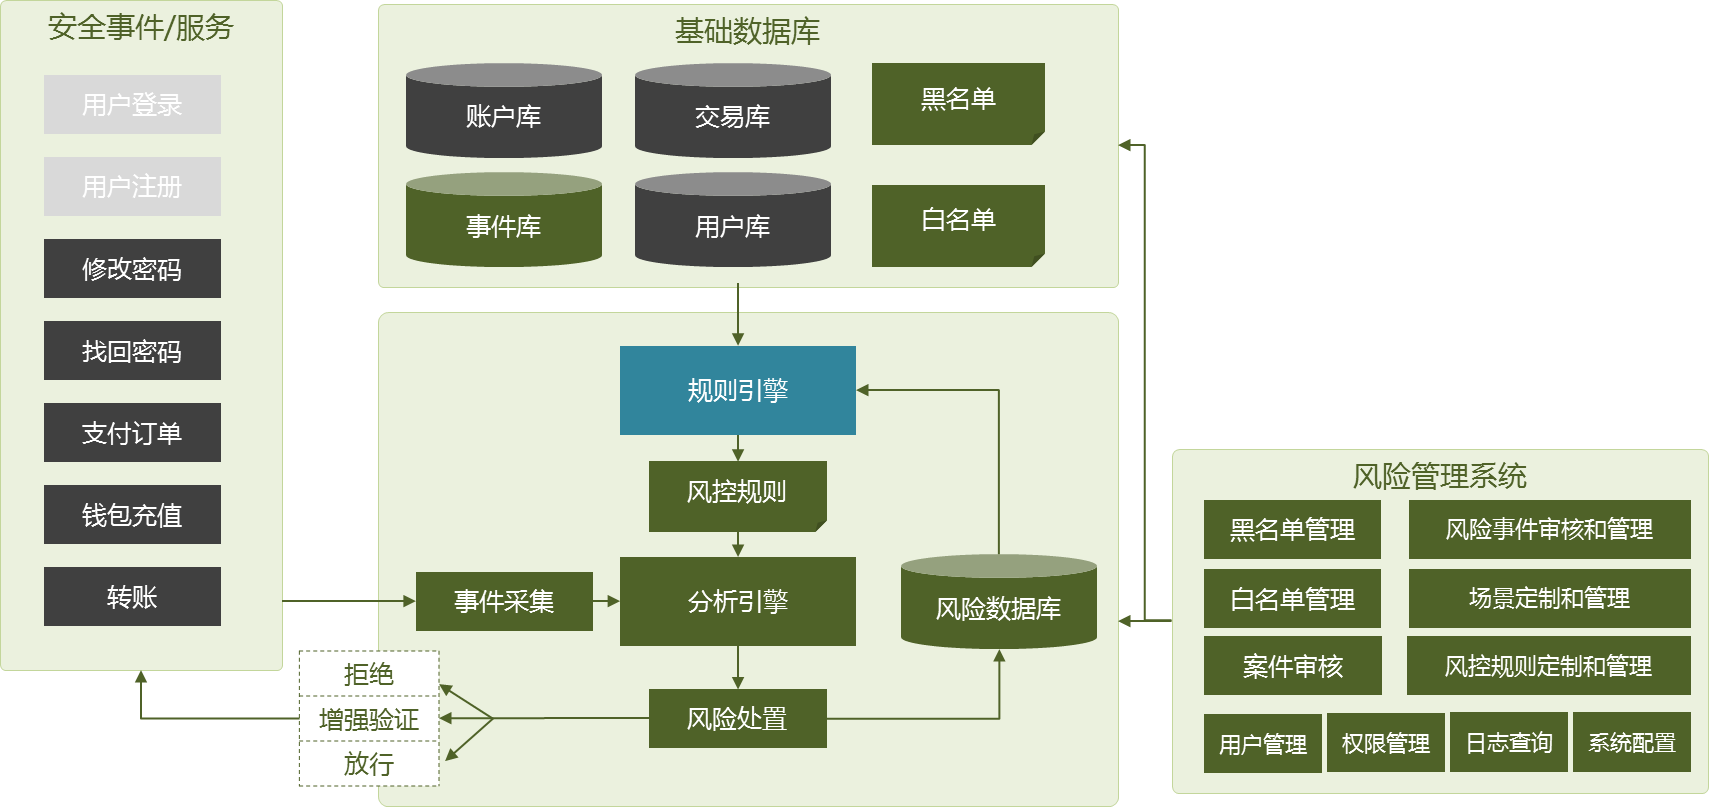 安全事件/服务
用户登录
用户注册
修改密码
找回密码
支付订单
钱包充值
转账
基础数据库
账户库
交易库
黑名单
事件库
用户库
白名单
规则引擎
风控规则
事件采集
分析引擎
风险数据库
拒绝
增强验证
放行
风险处置
风险管理系统
黑名单管理
风险事件审核和管理
白名单管理
场景定制和管理
案件审核
风控规则定制和管理
用户管理
权限管理
日志查询
系统配置